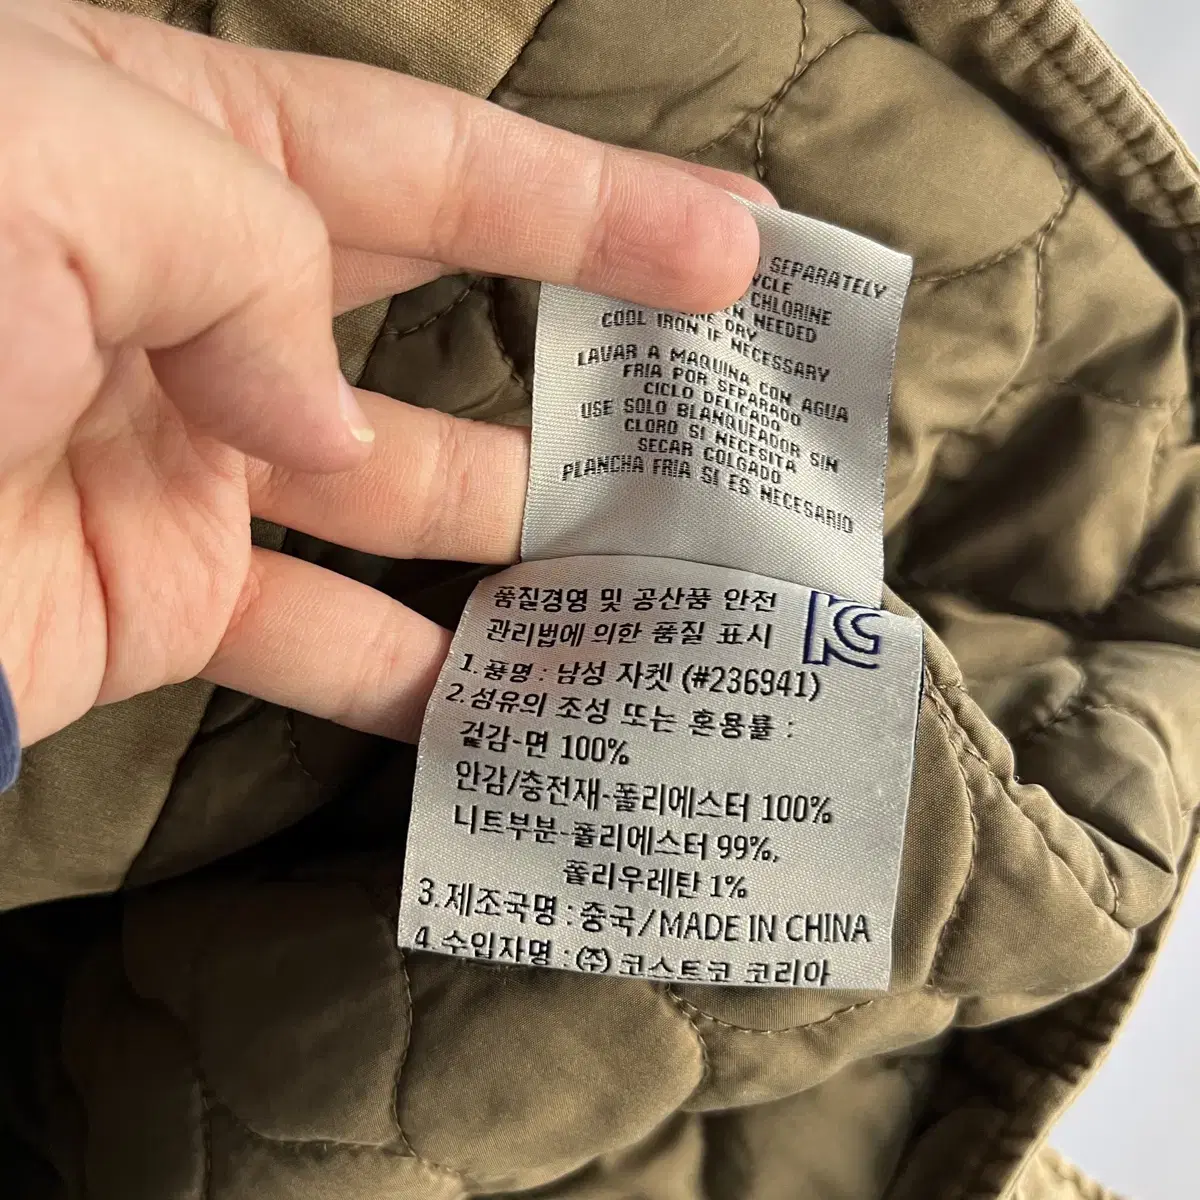 SEPARATELY
CHLORINE
NEEDED
DRY
COOL IRON IF NECESSARY
LAVAR A MAQUINA CON AGUA
FRIA POR SEPARADO
CICLO DELICADO
USE SOLO BLANQUEADOR SIN
CLORO SI NECESITA
SECAR COLGADO
PLANCHA FRIA SI ES NECESARIO
품질경영 및 공산품 안전
관리법에 의한 품질 표시
1. 품명 : 남성 자켓 (#236941)
2. 섬유의 조성 또는 혼용률 :
겉감-면 100%
안감/충전재-폴리에스터 100%
니트부분-폴리에스터 99%,
폴리우레탄 1%
3. 제조국명 : 중국/MADE IN CHINA
4. 수입자명 : ㈜ 코스트코 코리아